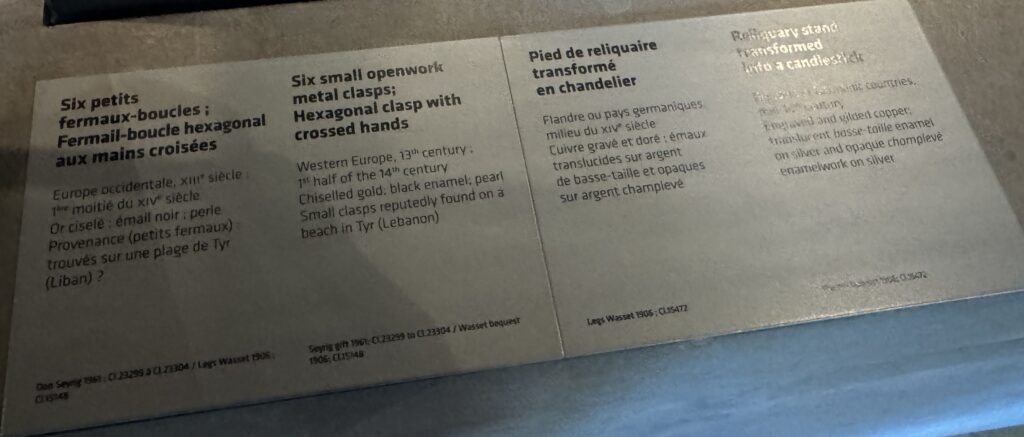 Six petits
fermaux-boucles ;
Fermail-boucle hexagonal
aux mains croisées
Europe occidentale, XIIIᵉ siècle ;
1ère moitié du XIVᵉ siècle
Or ciselé ; émail noir ; perle
Provenance (petits fermaux) :
trouvés sur une plage de Tyr
(Liban) ?
Don Seyrig 1961 ; Cl.23299 à Cl.23304 / Legs Wasset 1906 ;
Cl.15148
Six small openwork
metal clasps;
Hexagonal clasp with
crossed hands
Western Europe, 13th century ;
1st half of the 14th century
Chiselled gold; black enamel; pearl
Small clasps reputedly found on a
beach in Tyr (Lebanon)
Seyrig gift 1961; Cl.23299 to Cl.23304 / Wasset bequest
1906; Cl.15148
Pied de reliquaire
transformé
en chandelier
Flandre ou pays germaniques,
milieu du XIVᵉ siècle
Cuivre gravé et doré ; émaux
translucides sur argent
de basse-taille et opaques
sur argent champlevé
Legs Wasset 1906 ; Cl.15472
Reliquary stand
transformed
into a candlestick
countries,
Engraved and gilded copper;
translucent basse-taille enamel
on silver and opaque champlevé
enamelwork on silver
1906; Cl.15472